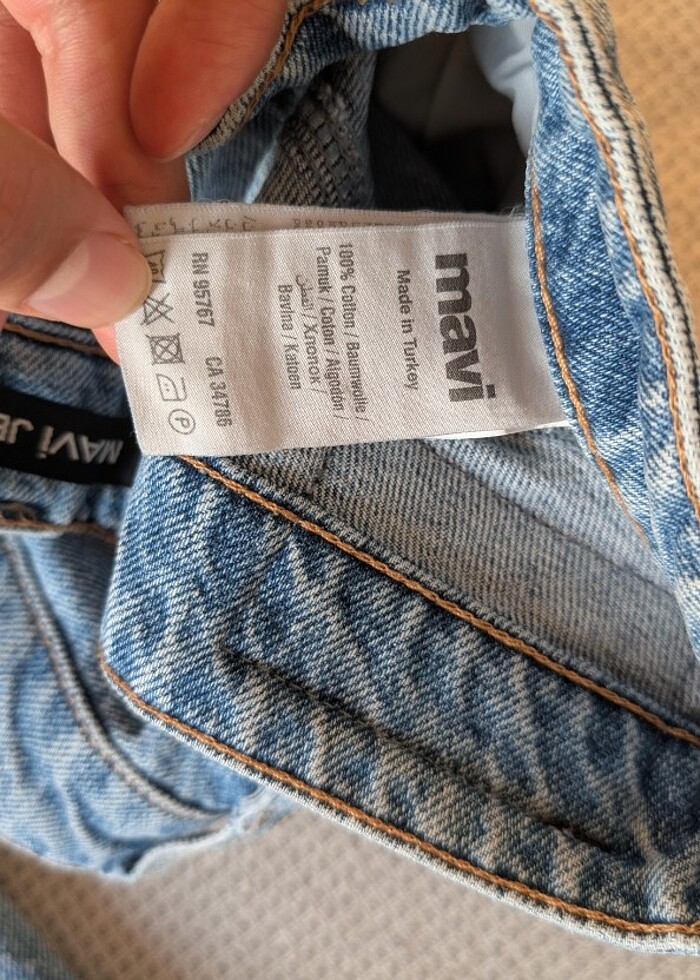 mavi
Made in Turkey
100% Cotton / Baumwolle /
Pamuk / Coton / Algodón /
القطن / Хлопок /
Bavlna / Katoen
RN 95767 CA 34786
P
MAVİ JE